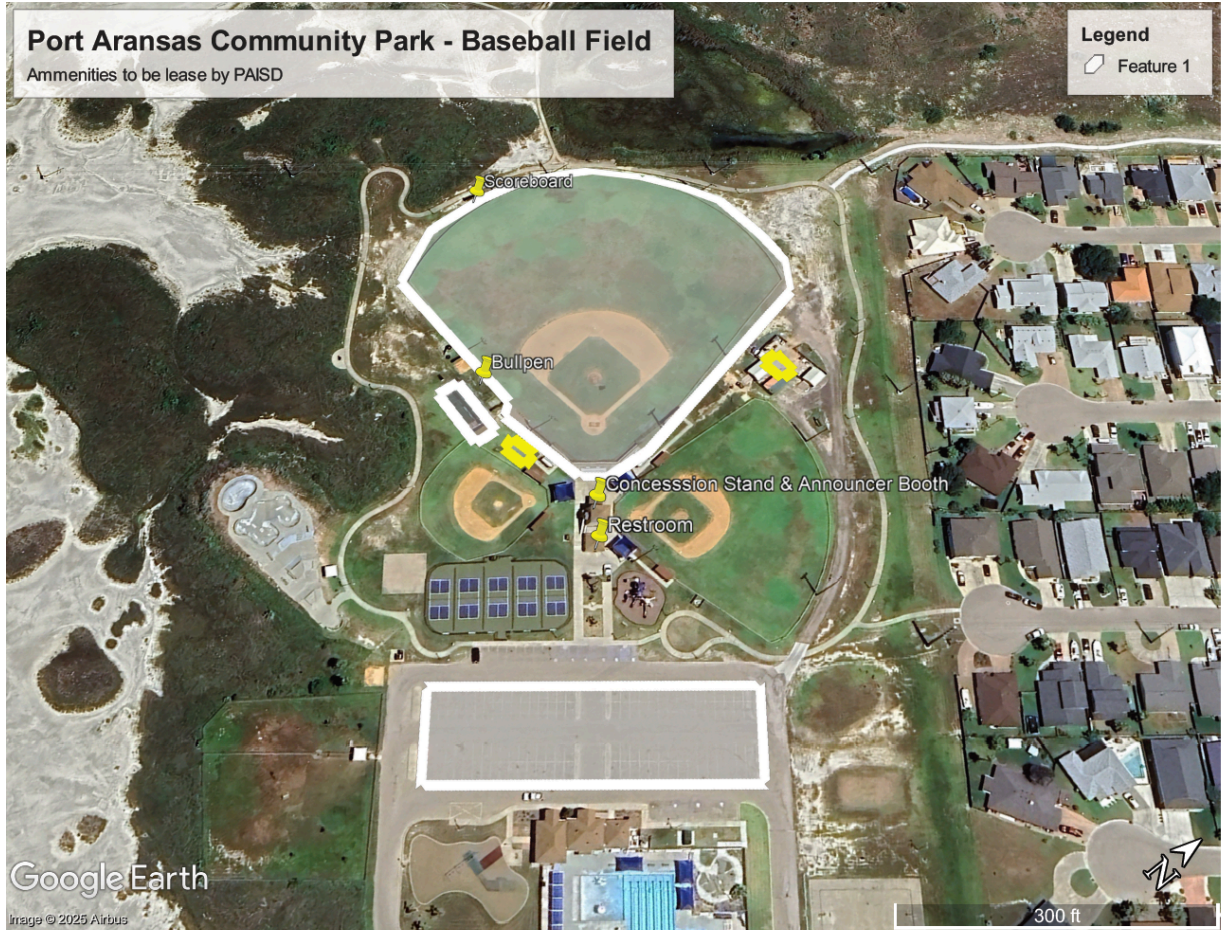 Port Aransas Community Park - Baseball Field
Ammenities to be lease by PAISD
Legend
Feature 1
Scoreboard
Bullpen
Concesssion Stand & Announcer Booth
Restroom
Google Earth
Image © 2025 Airbus
N
300 ft